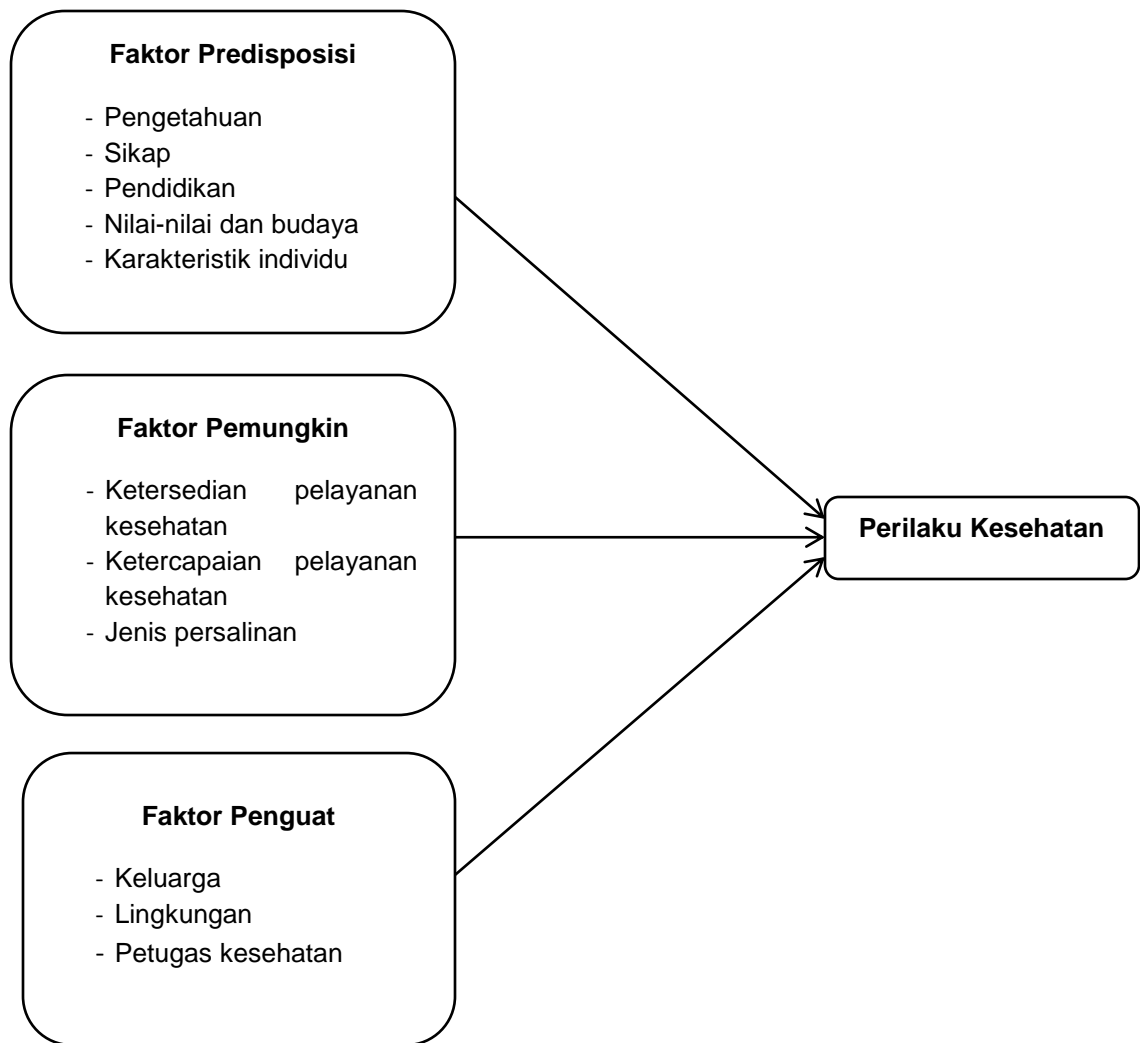 Faktor Predisposisi
- Pengetahuan
- Sikap
- Pendidikan
- Nilai-nilai dan budaya
- Karakteristik individu
Faktor Pemungkin
- Ketersedian pelayanan
kesehatan
- Ketercapaian pelayanan
kesehatan
- Jenis persalinan
Perilaku Kesehatan
Faktor Penguat
- Keluarga
- Lingkungan
- Petugas kesehatan